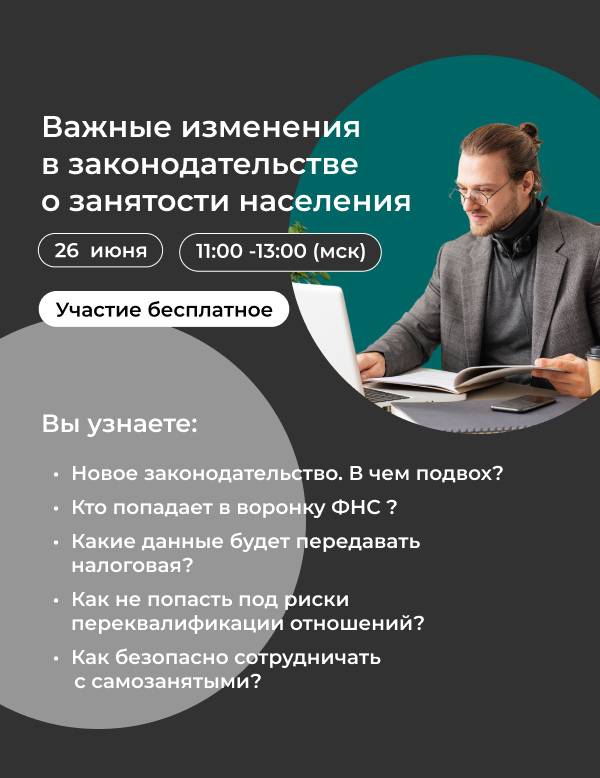 Важные изменения
в законодательстве
о занятости населения
26 июня
11:00 -13:00 (мск)
Участие бесплатное
Вы узнаете:
• Новое законодательство. В чем подвох?
• Кто попадает в воронку ФНС ?
• Какие данные будет передавать
налоговая?
• Как не попасть под риски
переквалификации отношений?
• Как безопасно сотрудничать
с самозанятыми?